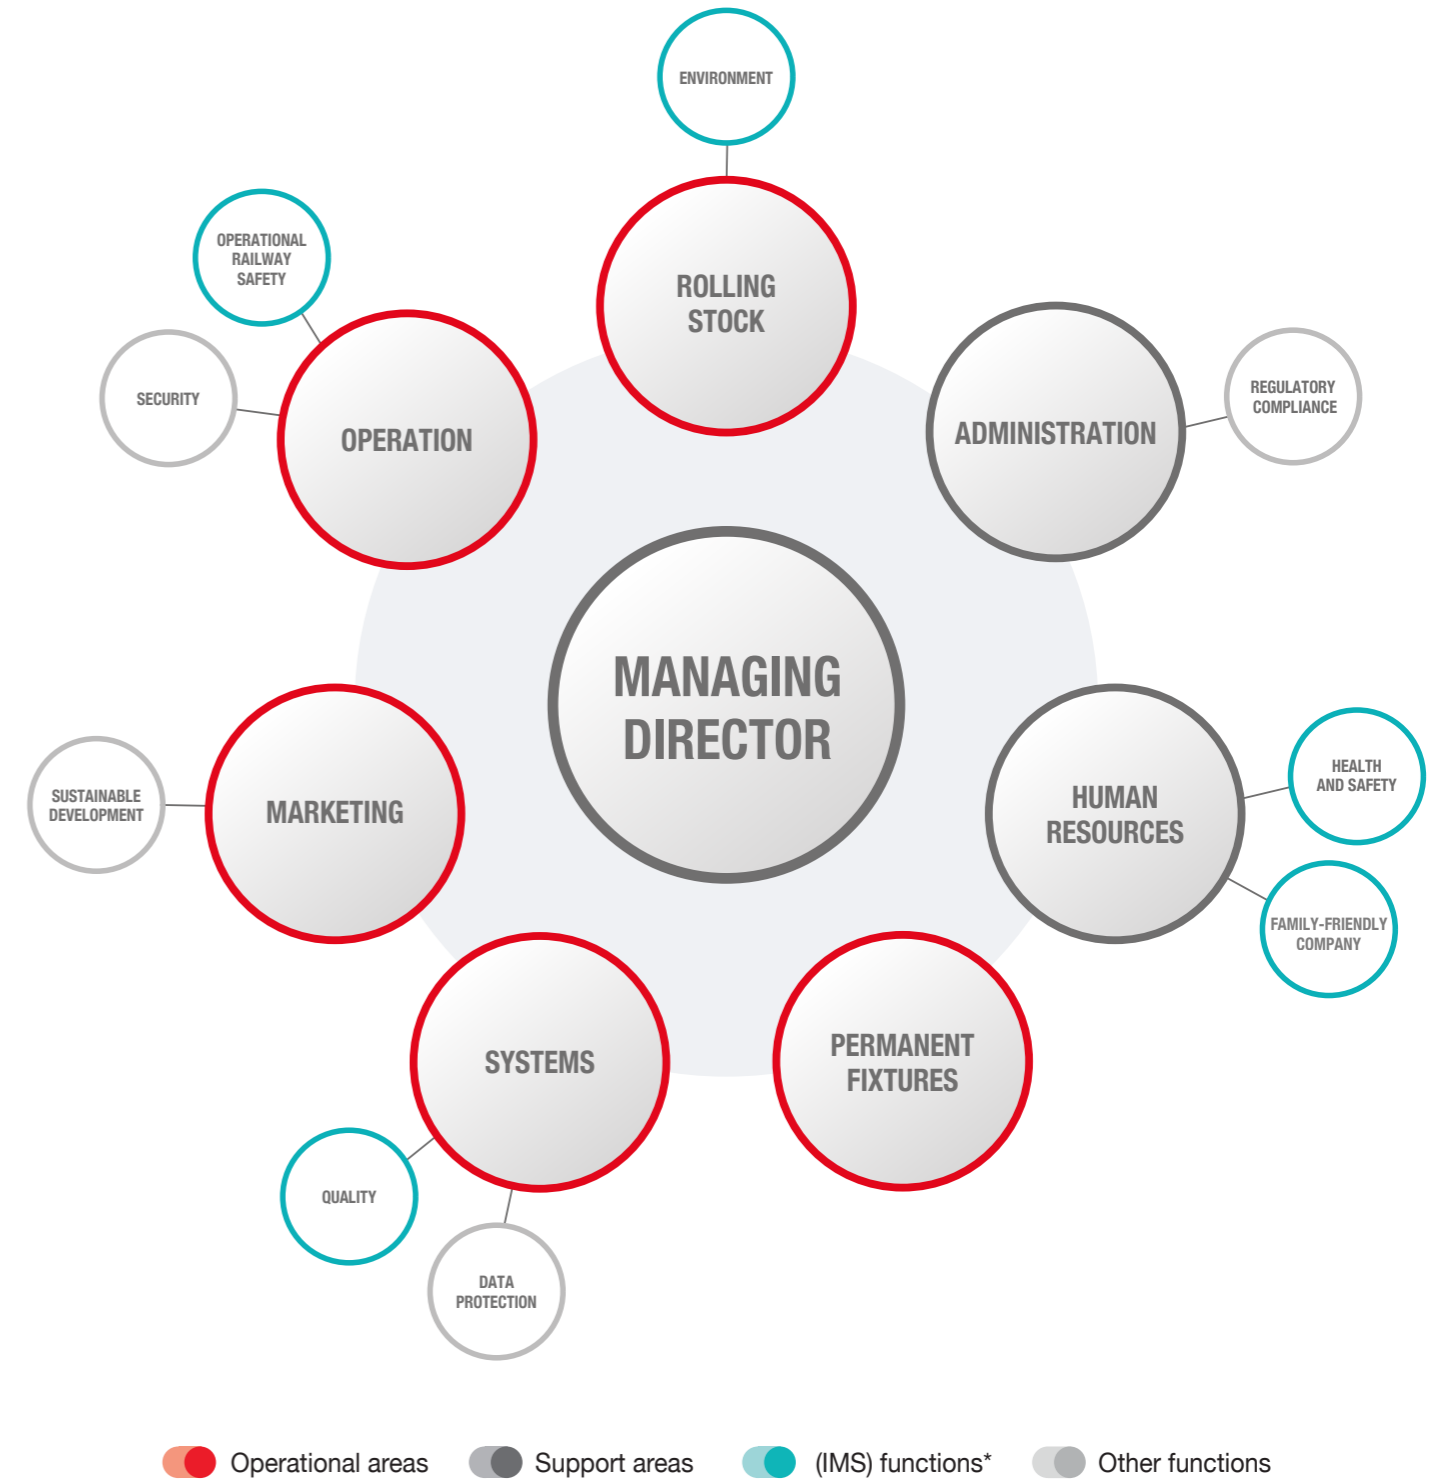 ENVIRONMENT
OPERATIONAL
RAILWAY
SAFETY
ROLLING
STOCK
SECURITY
OPERATION
ADMINISTRATION
REGULATORY
COMPLIANCE
MANAGING
DIRECTOR
SUSTAINABLE
DEVELOPMENT
MARKETING
HUMAN
RESOURCES
HEALTH
AND SAFETY
FAMILY-FRIENDLY
COMPANY
SYSTEMS
PERMANENT
FIXTURES
QUALITY
DATA
PROTECTION
Operational areas
Support areas
(IMS) functions*
Other functions